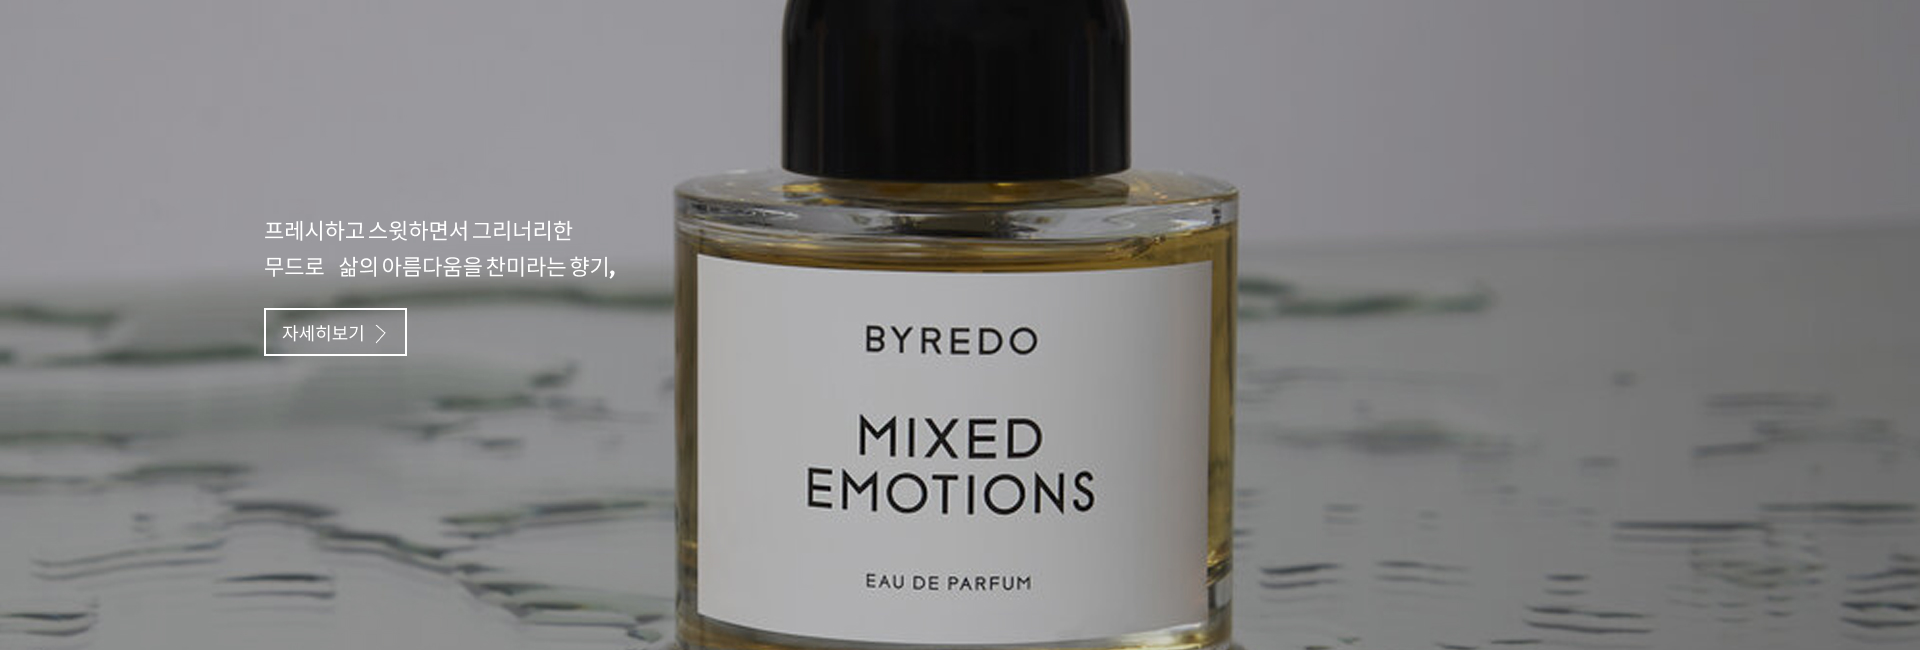 프레시하고 스윗하면서 그리너리한
무드로 삶의 아름다움을 찬미라는 향기,
자세히보기 >
BYREDO
MIXED
EMOTIONS
EAU DE PARFUM